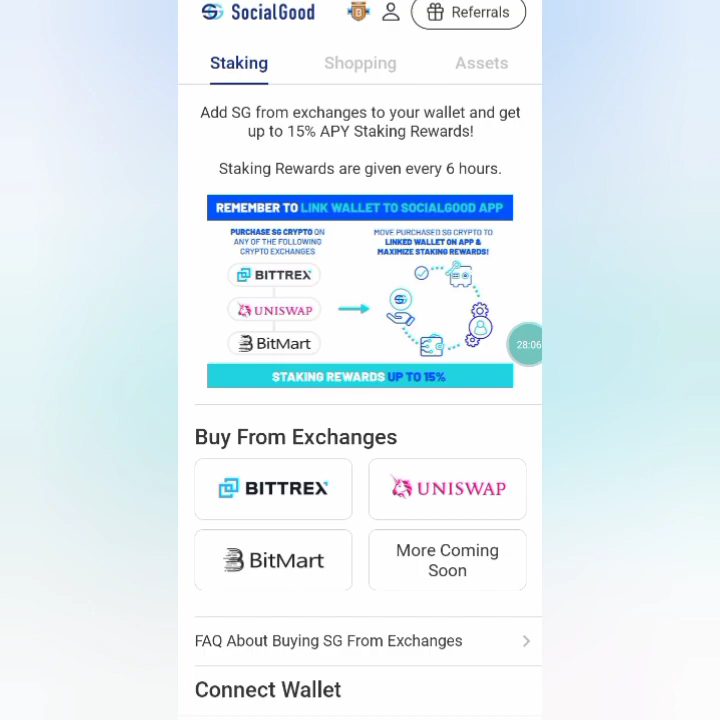 SocialGood
Referrals
Staking
Shopping
Assets
Add SG from exchanges to your wallet and get
up to 15% APY Staking Rewards!
Staking Rewards are given every 6 hours.
REMEMBER TO LINK WALLET TO SOCIALGOOD APP
PURCHASE SG CRYPTO ON
ANY OF THE FOLLOWING
CRYPTO EXCHANGES
MOVE PURCHASED SG CRYPTO TO
LINKED WALLET ON APP &
MAXIMIZE STAKING REWARDS!
BITTREX
UNISWAP
BitMart
28:06
STAKING REWARDS UP TO 15%
Buy From Exchanges
BITTREX
UNISWAP
BitMart
More Coming
Soon
FAQ About Buying SG From Exchanges
Connect Wallet